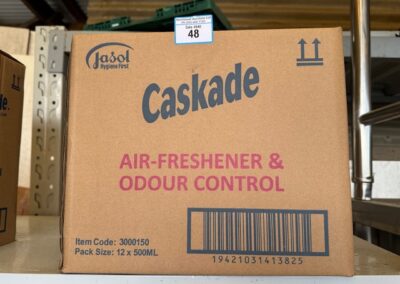 48
Jasol
Hygiene First
Caskade
AIR-FRESHENER &
ODOUR CONTROL
Item Code: 3000150
Pack Size: 12 x 500ML
19421031413825